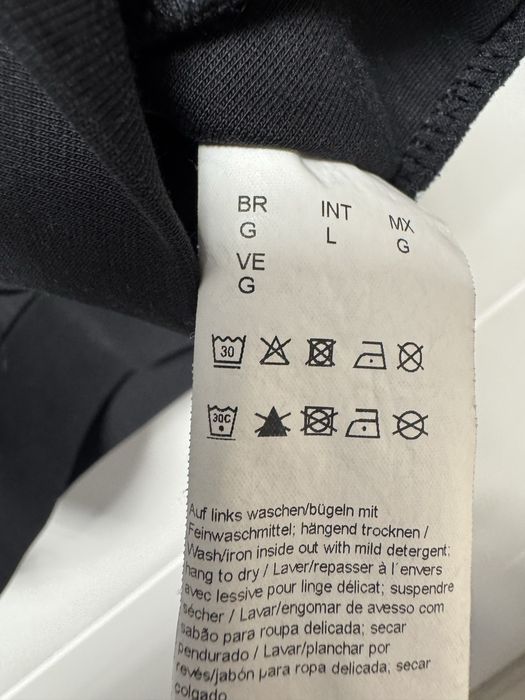 BR INT MX
G L G
VE
G
30
30C
Auf links waschen/bügeln mit
Feinwaschmittel; hängend trocknen /
Wash/iron inside out with mild detergent;
hang to dry / Laver/repasser à l´envers
avec lessive pour linge délicat; suspendre
sécher / Lavar/engomar de avesso com
sabão para roupa delicada; secar
pendurado / Lavar/planchar por
revés/jabón para ropa delicada; secar
colgado